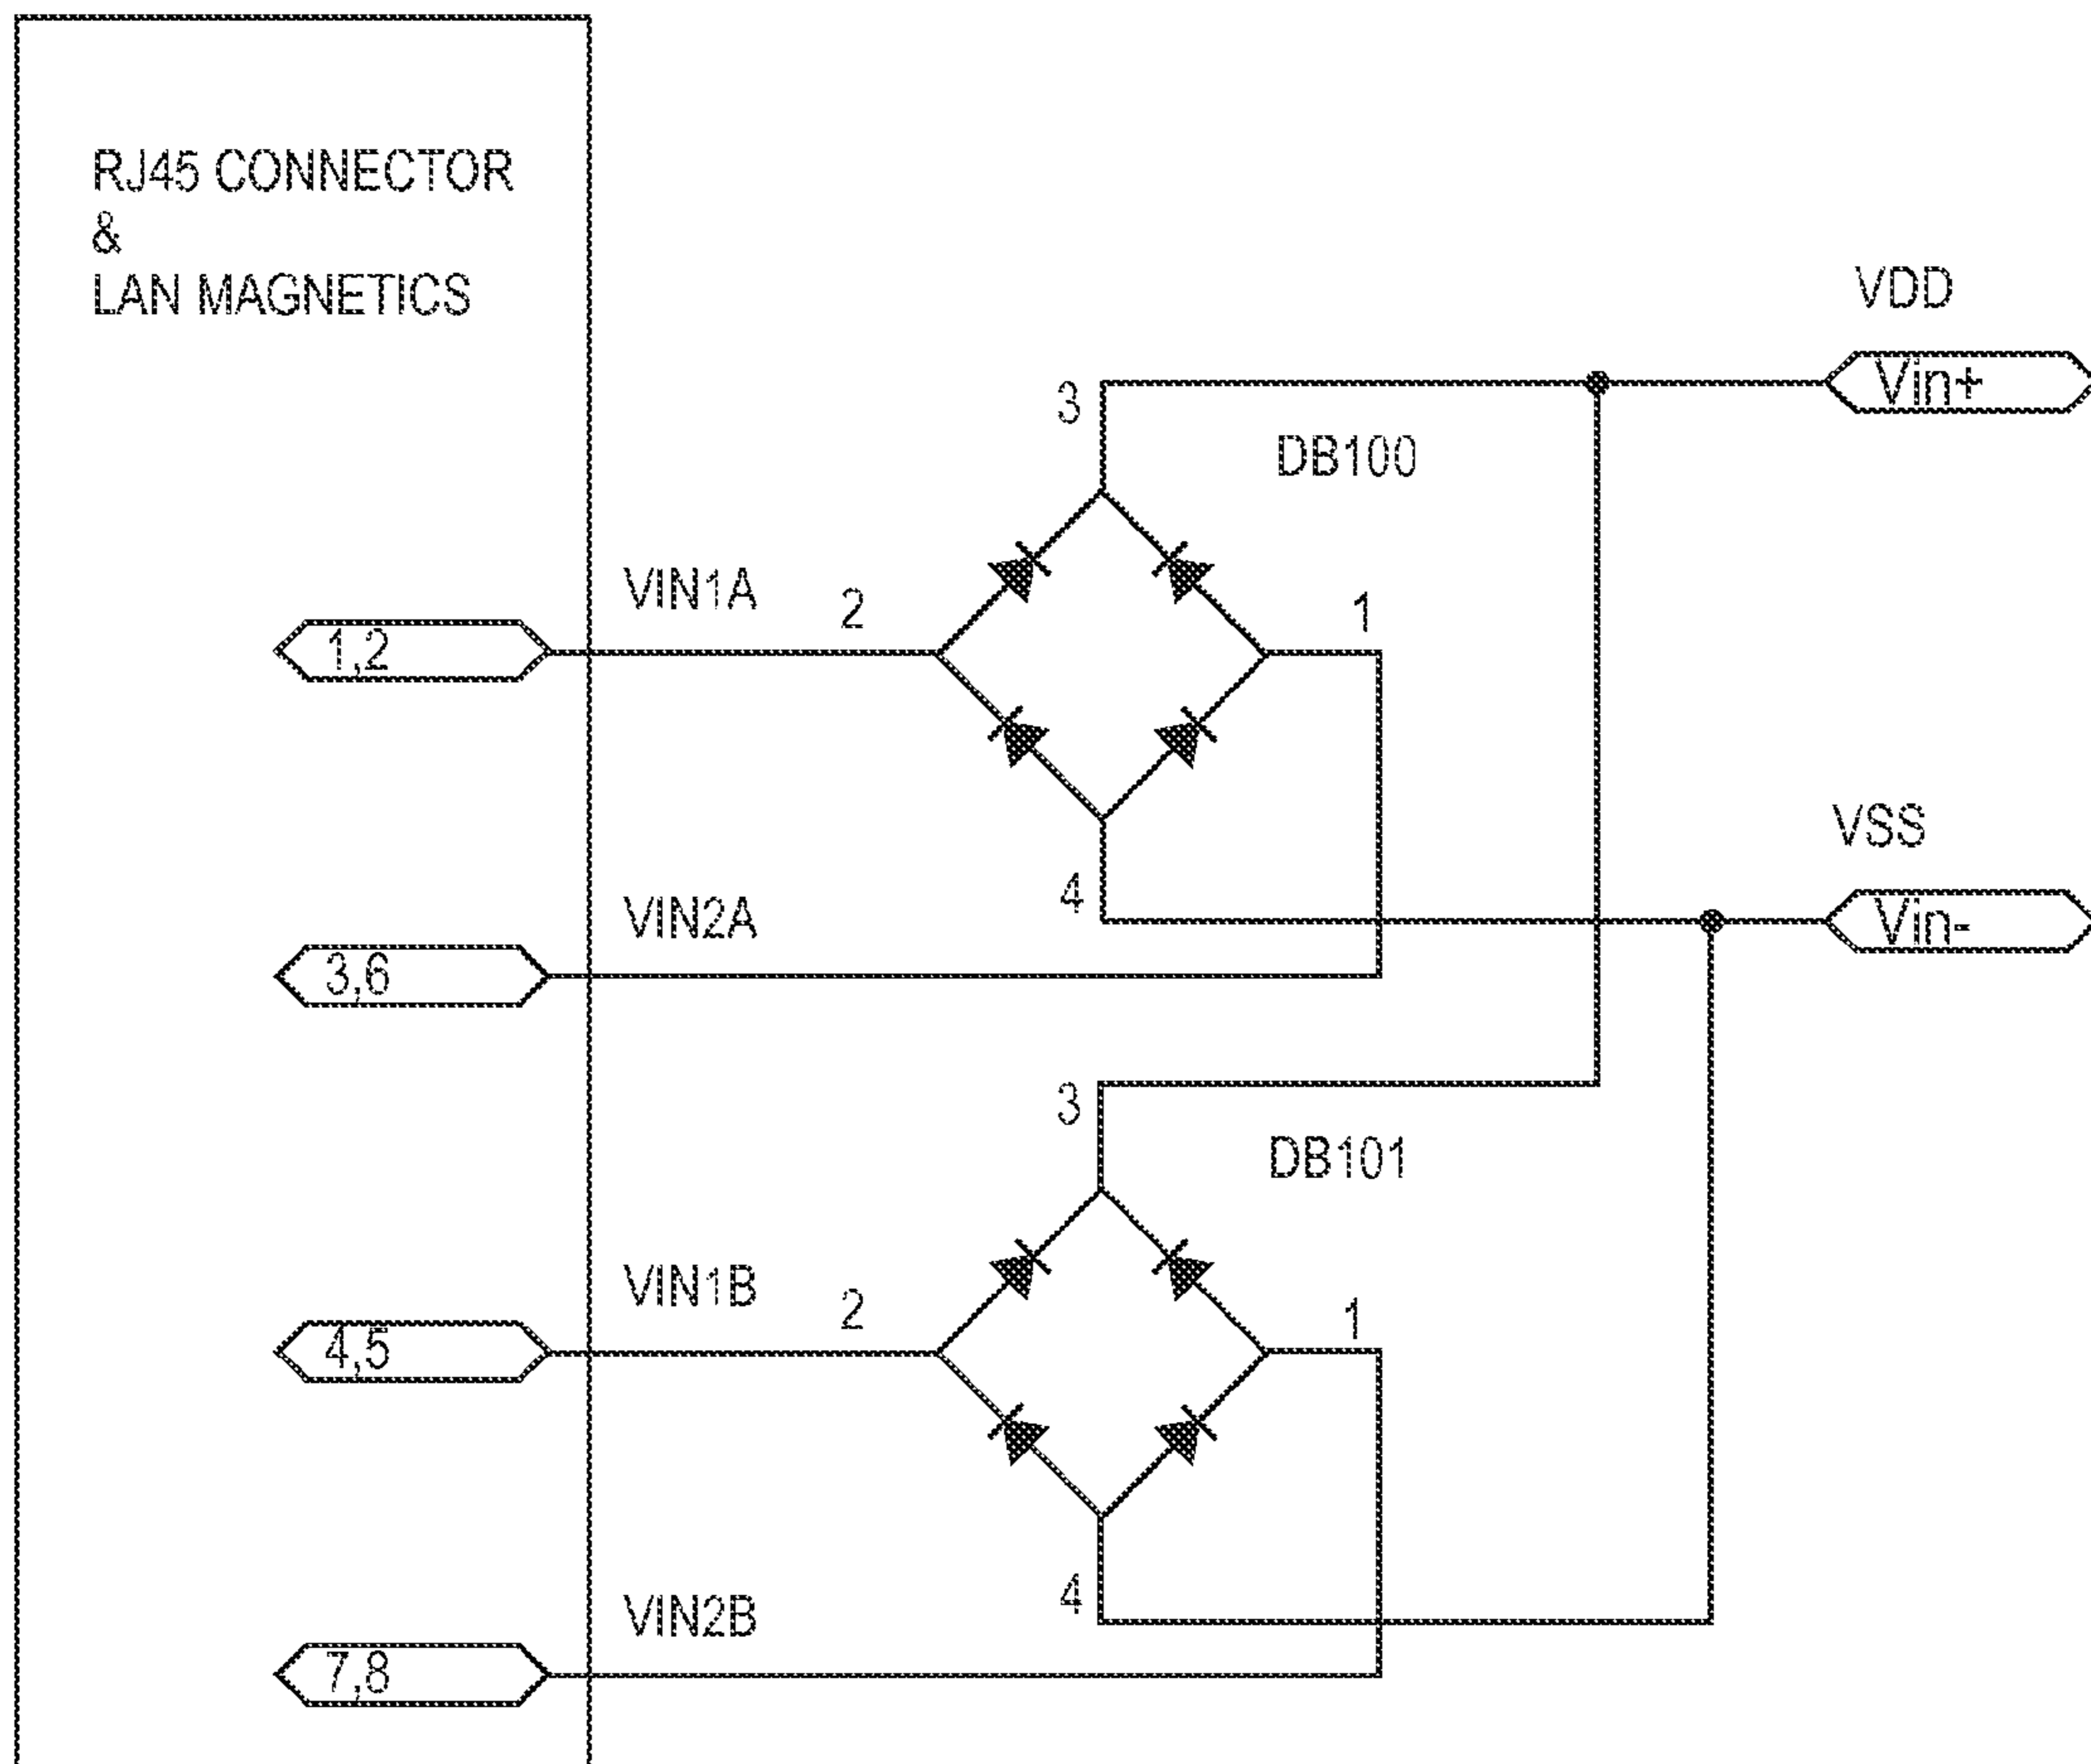 RJ45 CONNECTOR
&
LAN MAGNETICS
VDD
Vin+
3
DB100
VIN1A
2
1
1,2
VSS
Vin-
4
VIN2A
3,6
3
DB101
VIN1B
2
1
4,5
4
VIN2B
7,8